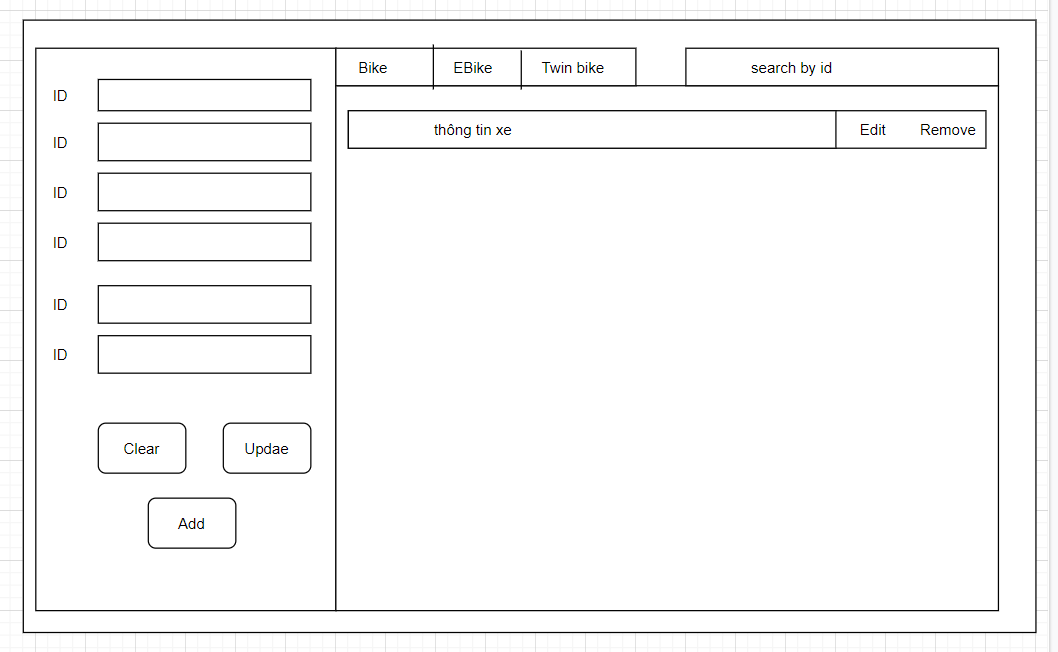 ID
ID
ID
ID
ID
ID
Clear Updae
Add
Bike EBike Twin bike search by id
thông tin xe Edit Remove